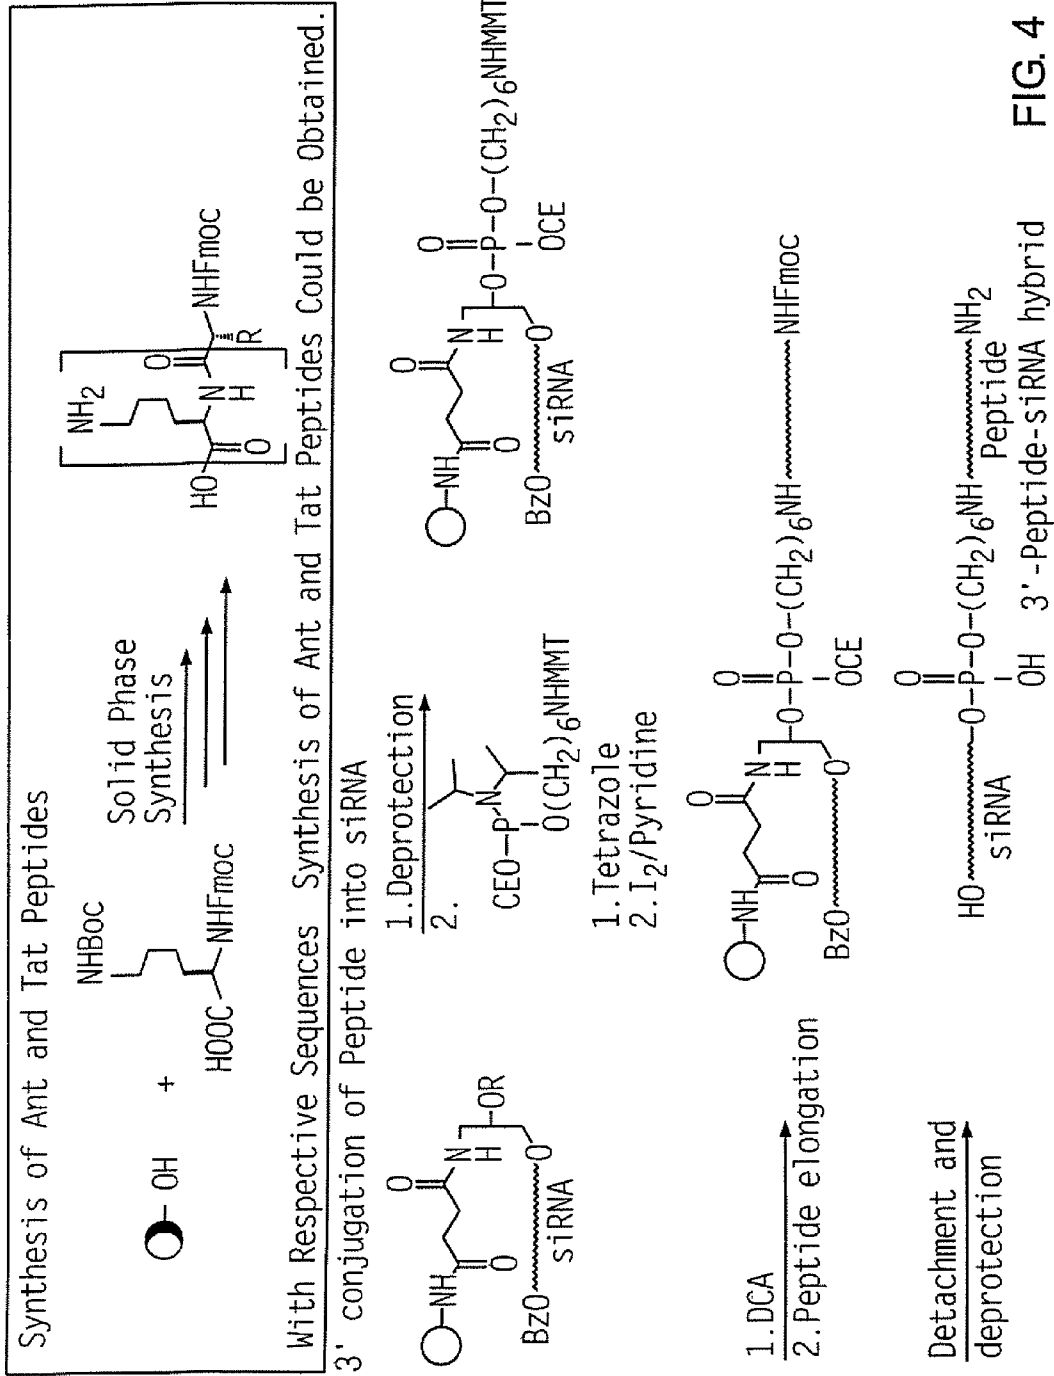 Synthesis of Ant and Tat Peptides
NHBoc
OH
+
HOOC
NHFmoc
Solid Phase
Synthesis
NH2
O
NHFmoc
N
H
R
HO
O
With Respective Sequences Synthesis of Ant and Tat Peptides Could be Obtained.
3' conjugation of Peptide into siRNA
O
NH
O
N
H
OR
O
BzO
siRNA
1.Deprotection
2.
CEO-P
N
O(CH2)6NHMMT
1.Tetrazole
2.I2/Pyridine
O
NH
O
N
H
O
O-P-O-(CH2)6NHMMT
OCE
O
BzO
siRNA
1.DCA
2.Peptide elongation
O
NH
O
N
H
O
O-P-O-(CH2)6NH
NHFmoc
OCE
O
BzO
Detachment and
deprotection
O
HO
O-P-O-(CH2)6NH
NH2
siRNA
OH
Peptide
3'-Peptide-siRNA hybrid
FIG. 4